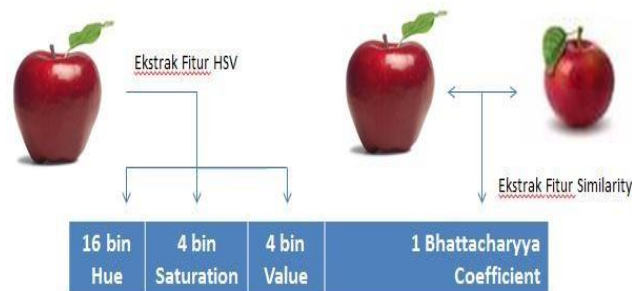 Ekstrak Fitur HSV
Ekstrak Fitur Similarity
16 bin
Hue
4 bin
Saturation
4 bin
Value
1 Bhattacharyya
Coefficient